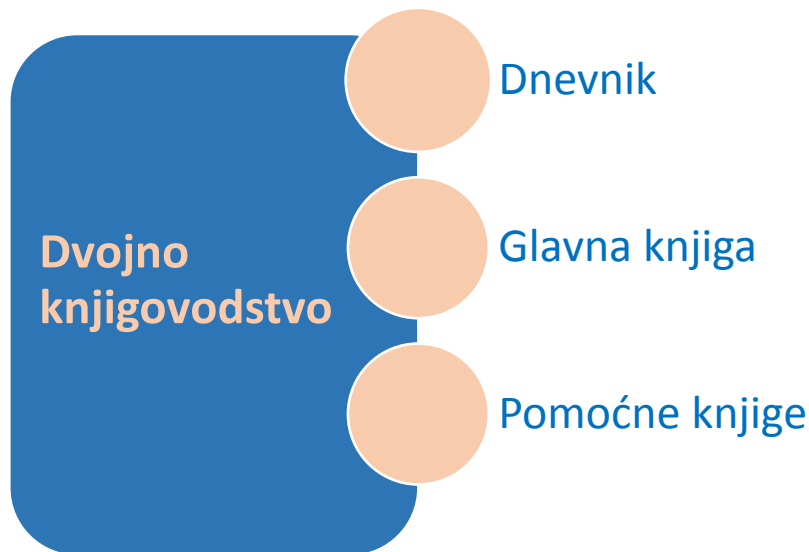 Dvojno
knjigovodstvo
Dnevnik
Glavna knjiga
Pomoćne knjige